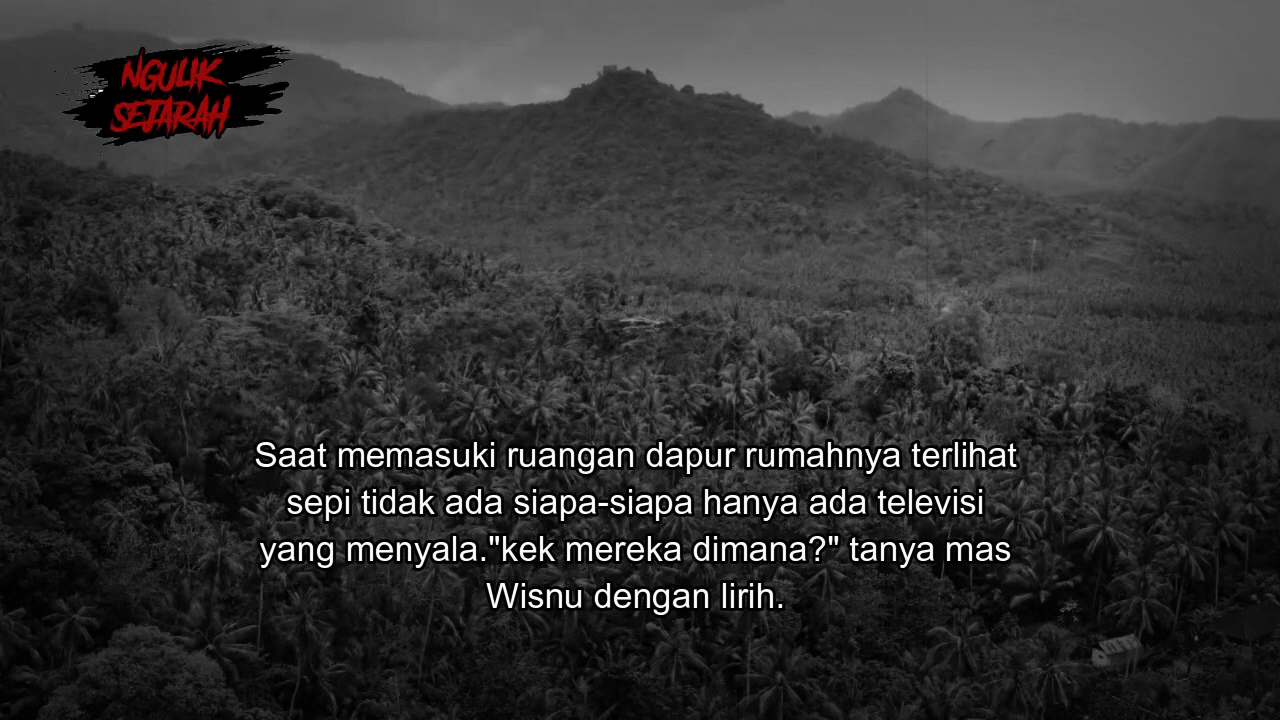 NGULIK
SEJARAH
Saat memasuki ruangan dapur rumahnya terlihat
sepi tidak ada siapa-siapa hanya ada televisi
yang menyala."kek mereka dimana?" tanya mas
Wisnu dengan lirih.